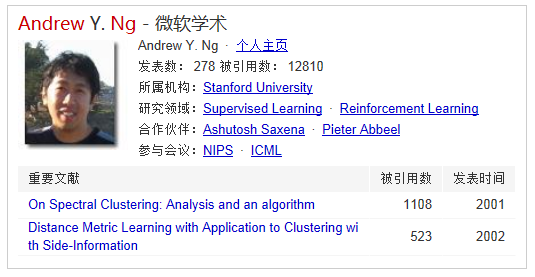 Andrew Y. Ng - 微软学术
Andrew Y. Ng · 个人主页
发表数: 278 被引用数: 12810
所属机构: Stanford University
研究领域: Supervised Learning · Reinforcement Learning
合作伙伴: Ashutosh Saxena · Pieter Abbeel
参与会议: NIPS · ICML
重要文献 被引用数 发表时间
On Spectral Clustering: Analysis and an algorithm 1108 2001
Distance Metric Learning with Application to Clustering wi
th Side-Information 523 2002